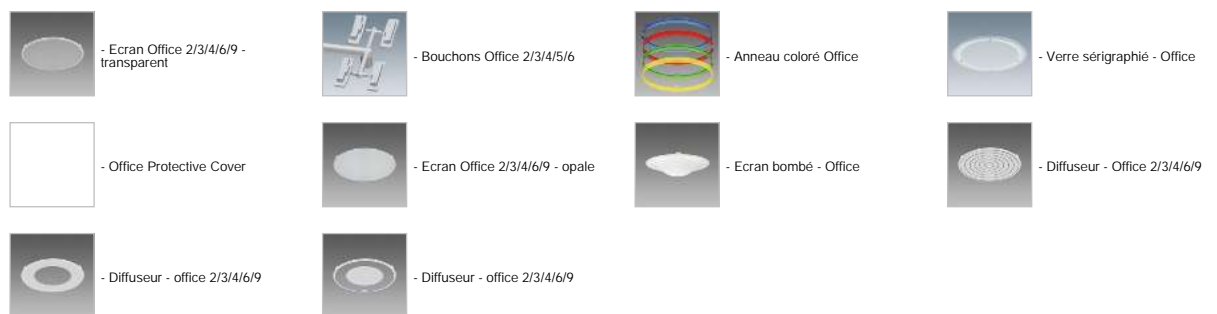 - Ecran Office 2/3/4/6/9 -
transparent
- Bouchons Office 2/3/4/5/6
- Anneau coloré Office
- Verre sérigraphié - Office
- Office Protective Cover
- Ecran Office 2/3/4/6/9 - opale
- Ecran bombé - Office
- Diffuseur - Office 2/3/4/6/9
- Diffuseur - office 2/3/4/6/9
- Diffuseur - office 2/3/4/6/9